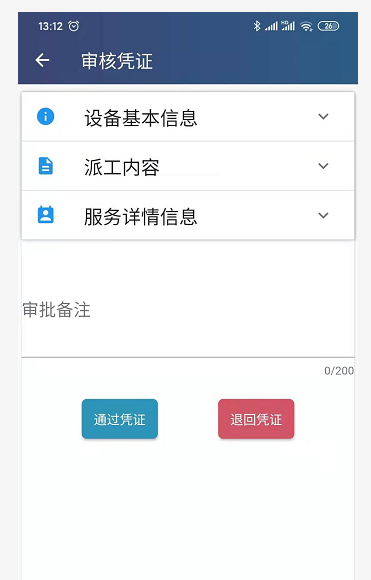 13:12
26
审核凭证
设备基本信息
派工内容
服务详情信息
审批备注
0/200
通过凭证
退回凭证